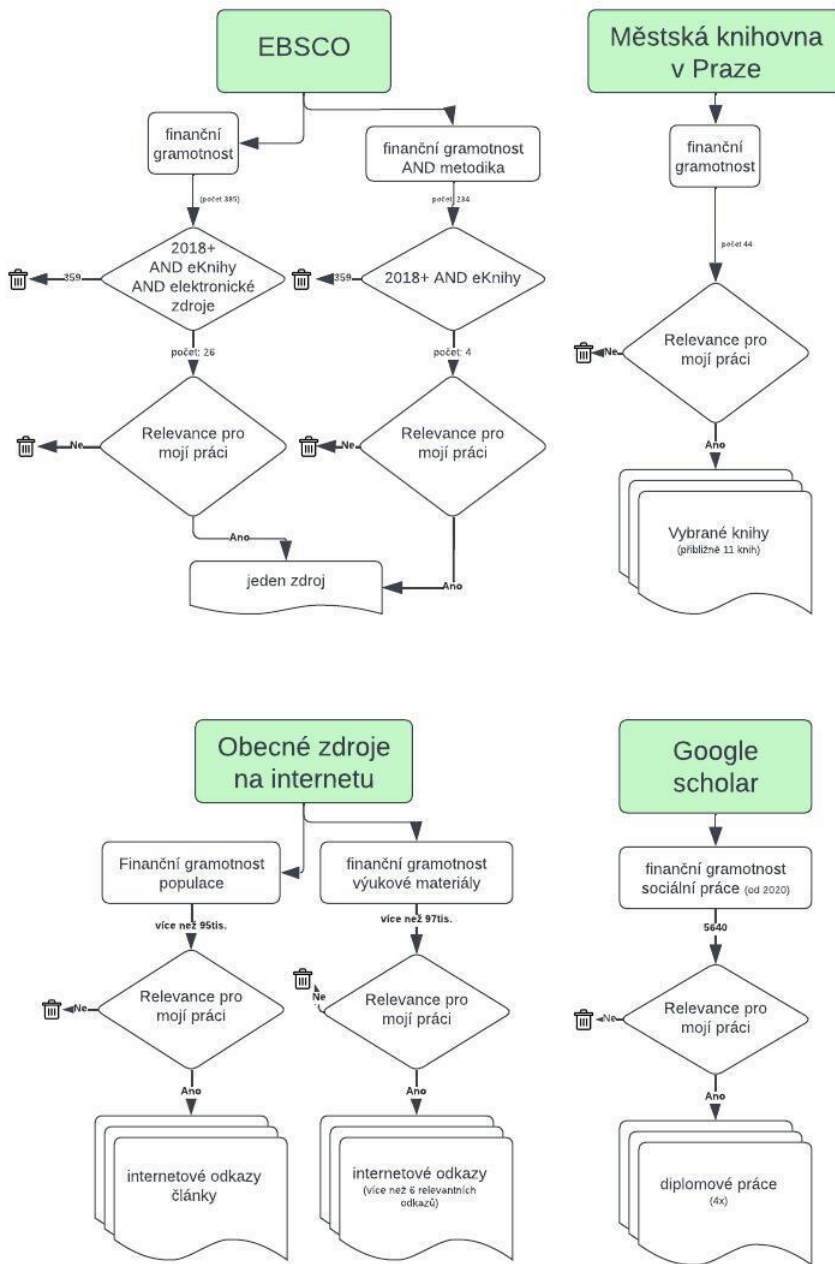 EBSCO
finanční
gramotnost
finanční gramotnost
AND metodika
(počet 385)
počet: 234
2018+
AND eKnihy
AND elektronické
zdroje
359
2018+ AND eKnihy
359
počet: 26
počet: 4
Relevance pro
mojí práci
Ne
Relevance pro
mojí práci
Ne
Ano
Ano
jeden zdroj
Městská knihovna
v Praze
finanční
gramotnost
počet 44
Relevance pro
mojí práci
Ne
Ano
Vybrané knihy
(přibližně 11 knih)
Obecné zdroje
na internetu
Finanční gramotnost
populace
finanční gramotnost
výukové materiály
více než 95tis.
více než 97tis.
Relevance pro
mojí práci
Ne
Relevance pro
mojí práci
Ne
Ano
Ano
internetové odkazy
články
internetové odkazy
(více než 6 relevantních
odkazů)
Google
scholar
finanční gramotnost
sociální práce (od 2020)
5640
Relevance pro
mojí práci
Ne
Ano
diplomové práce
(4x)